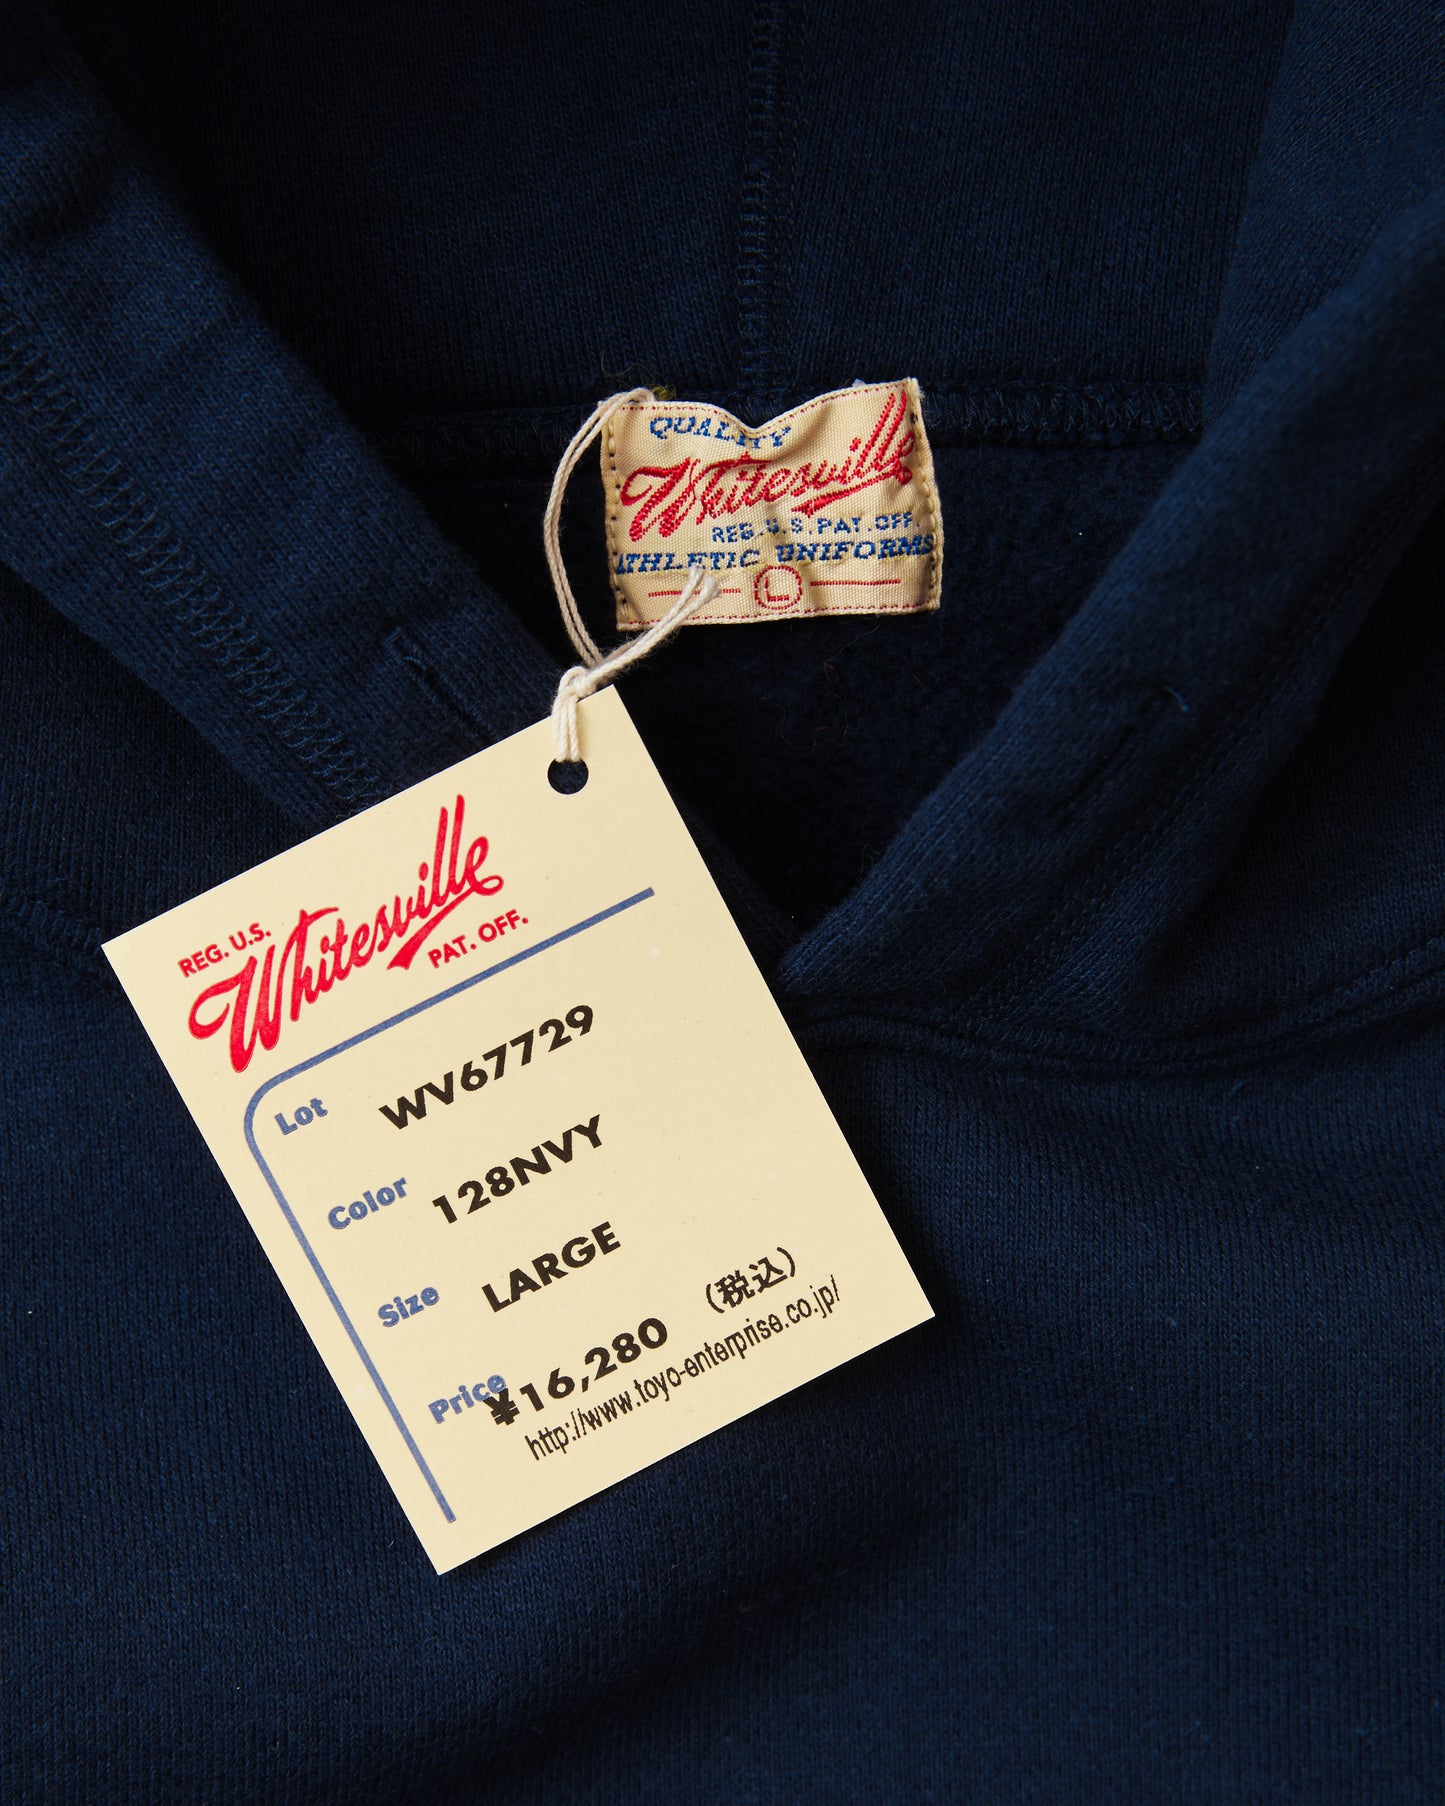 QUALITY
Whitesville
REG. U.S. PAT. OFF.
ATHLETIC UNIFORMS
L
REG. U.S.
Whitesville
PAT. OFF.
Lot WV67729
Color 128NVY
Size LARGE
Price ¥16,280 (税込)
http://www.toyo-enterprise.co.jp/